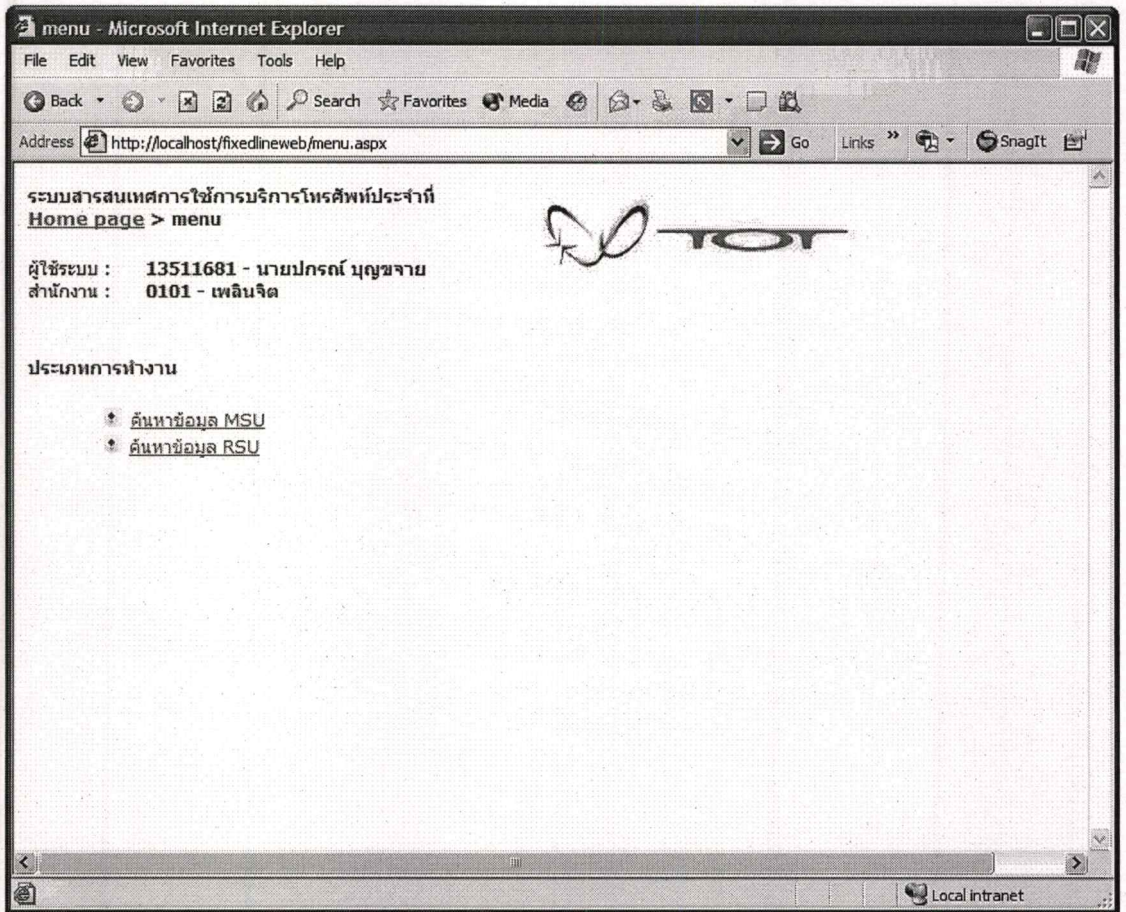 menu - Microsoft Internet Explorer
File Edit View Favorites Tools Help
Back Search Favorites Media
Address http://localhost/fixedlineweb/menu.aspx Go Links » SnagIt
ระบบสารสนเทศการใช้การบริการโทรศัพท์ประจำที่
Home page > menu
TOT
ผู้ใช้ระบบ : 13511681 - นายปกรณ์ บุญขจาย
สำนักงาน : 0101 - เพลินจิต
ประเภทการทำงาน
ค้นหาข้อมูล MSU
ค้นหาข้อมูล RSU
Local intranet